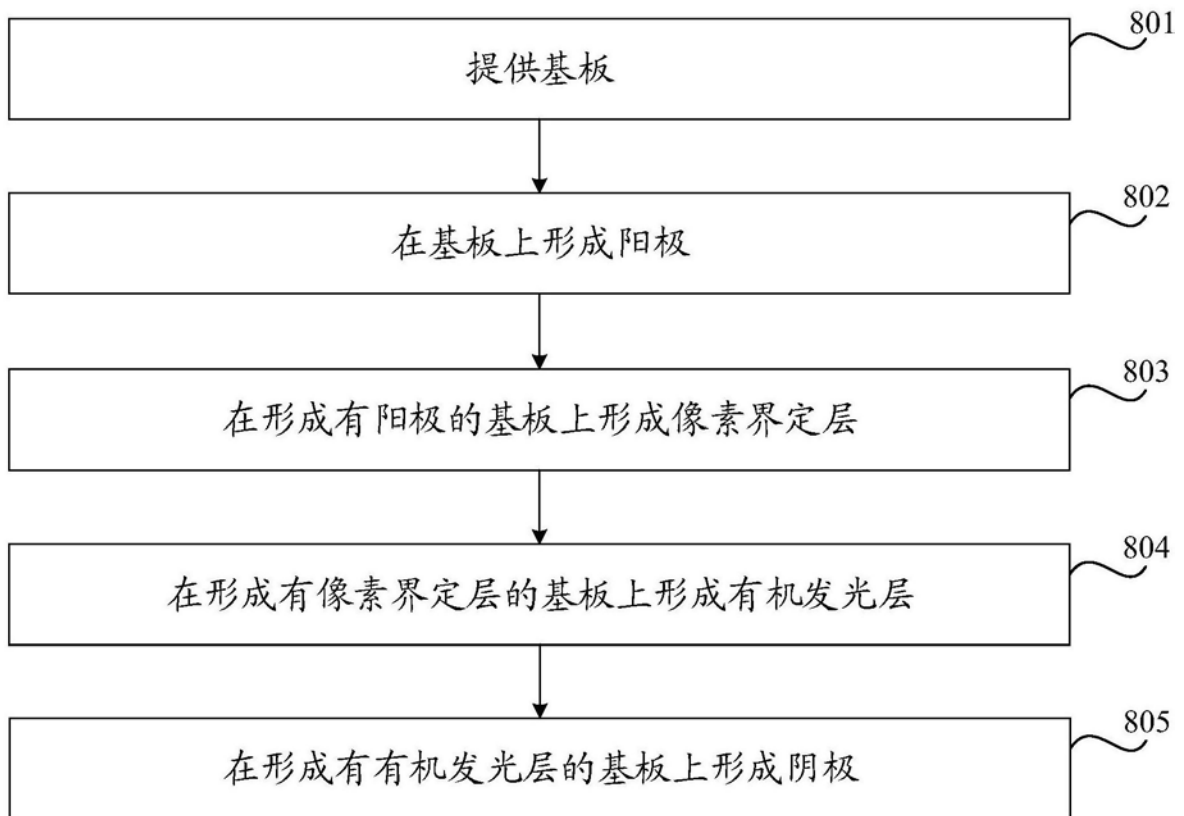 801
提供基板
802
在基板上形成阳极
803
在形成有阳极的基板上形成像素界定层
804
在形成有像素界定层的基板上形成有机发光层
805
在形成有有机发光层的基板上形成阴极